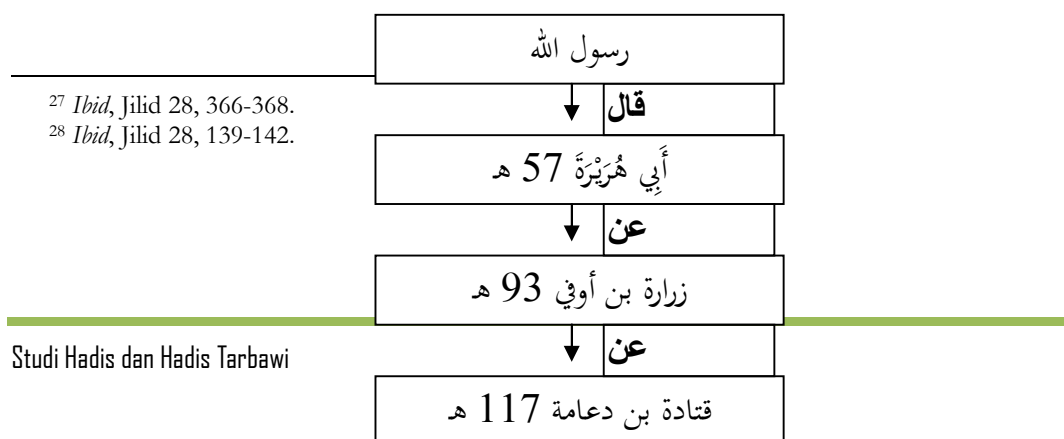 رسول الله
27 Ibid, Jilid 28, 366-368.
28 Ibid, Jilid 28, 139-142.
قال
أَبِي هُرَيْرَةَ 57 هـ
عن
زرارة بن أوفي 93 هـ
عن
Studi Hadis dan Hadis Tarbawi
قتادة بن دعامة 117 هـ